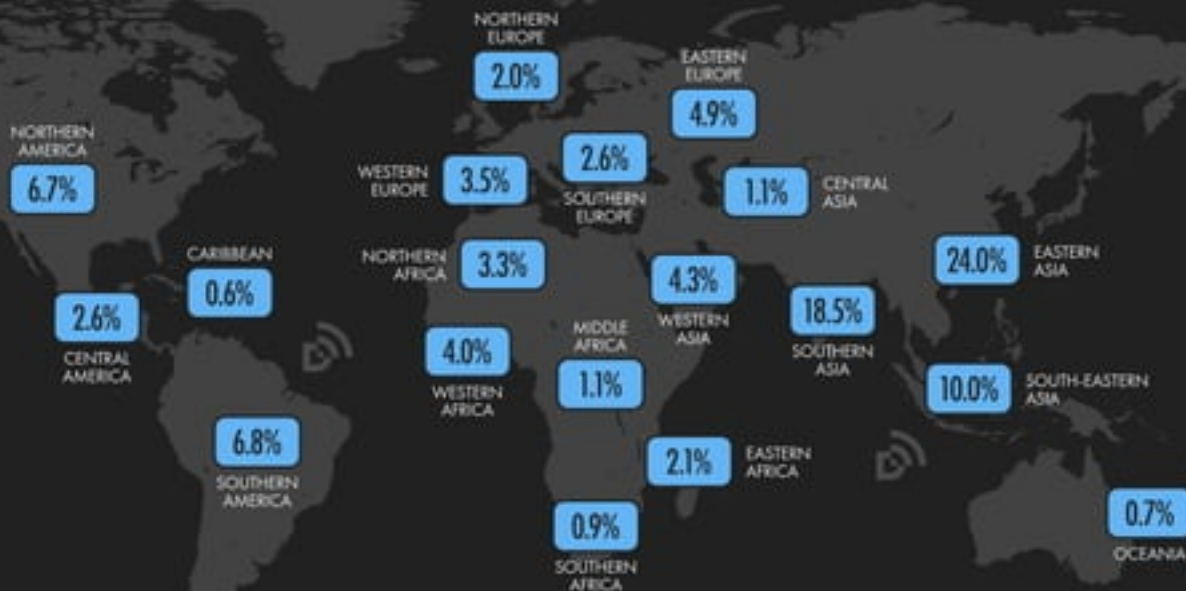 NORTHERN
EUROPE
2.0%
EASTERN
EUROPE
4.9%
NORTHERN
AMERICA
6.7%
WESTERN
EUROPE
3.5%
2.6%
SOUTHERN
EUROPE
1.1%
CENTRAL
ASIA
CARIBBEAN
0.6%
NORTHERN
AFRICA
3.3%
4.3%
WESTERN
ASIA
24.0%
EASTERN
ASIA
2.6%
CENTRAL
AMERICA
18.5%
SOUTHERN
ASIA
4.0%
WESTERN
AFRICA
MIDDLE
AFRICA
1.1%
10.0%
SOUTH-EASTERN
ASIA
6.8%
SOUTHERN
AMERICA
2.1%
EASTERN
AFRICA
0.9%
SOUTHERN
AFRICA
0.7%
OCEANIA